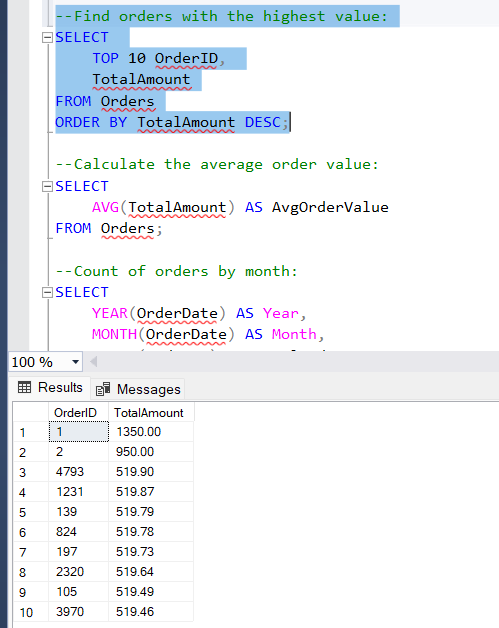 --Find orders with the highest value:
SELECT
TOP 10 OrderID,
TotalAmount
FROM Orders
ORDER BY TotalAmount DESC;
--Calculate the average order value:
SELECT
AVG(TotalAmount) AS AvgOrderValue
FROM Orders;
--Count of orders by month:
SELECT
YEAR(OrderDate) AS Year,
MONTH(OrderDate) AS Month,
100 %
Results Messages
OrderID TotalAmount
1 1 1350.00
2 2 950.00
3 4793 519.90
4 1231 519.87
5 139 519.79
6 824 519.78
7 197 519.73
8 2320 519.64
9 105 519.49
10 3970 519.46